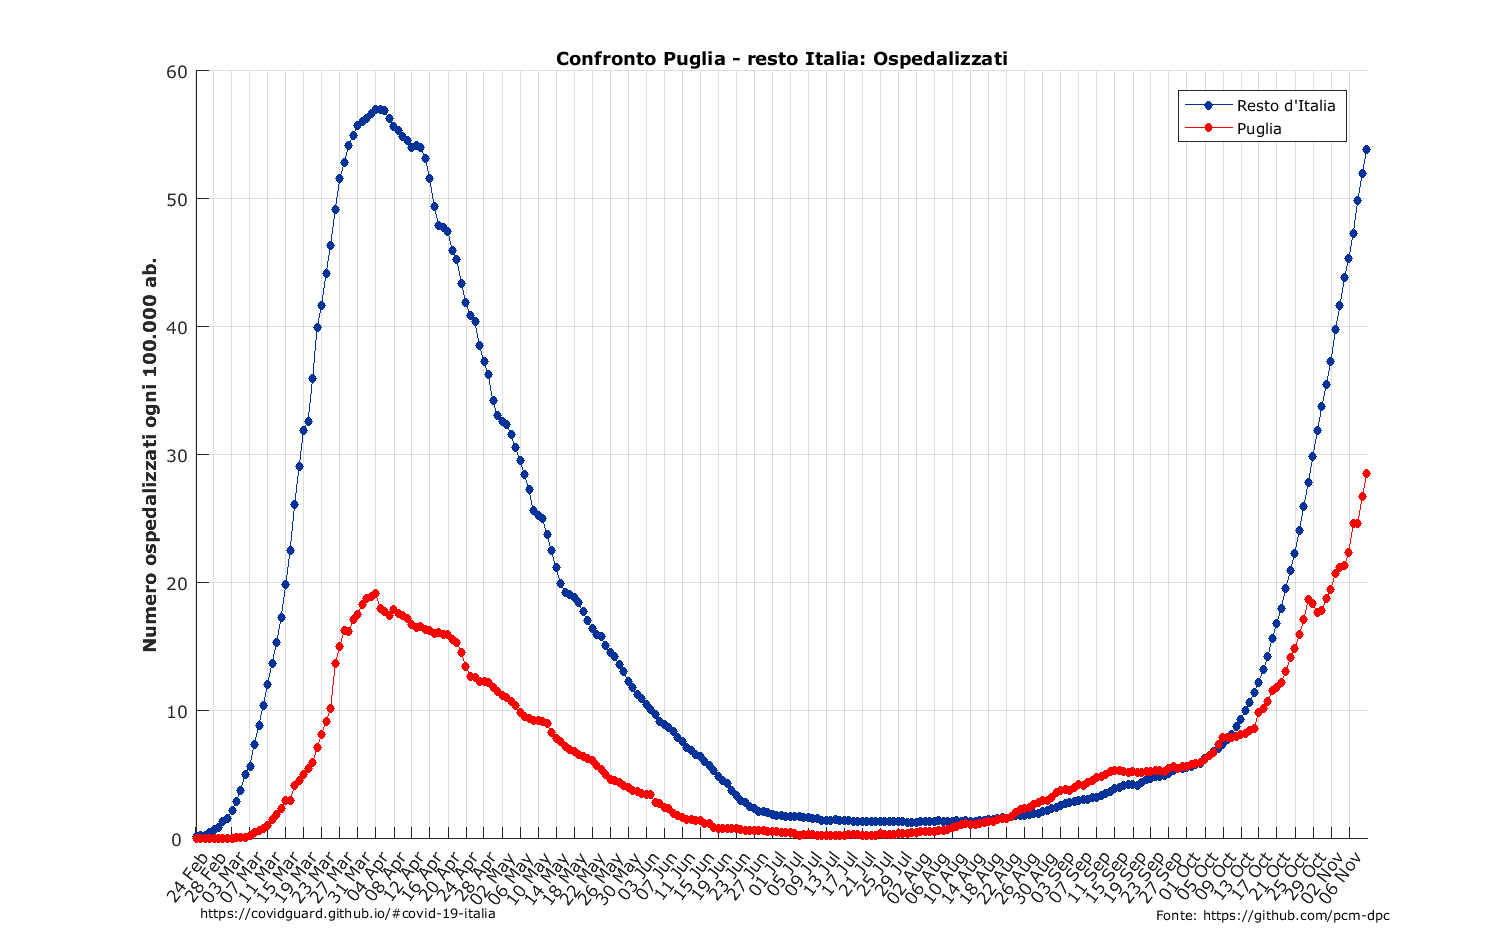 Confronto Puglia - resto Italia: Ospedalizzati
Numero ospedalizzati ogni 100.000 ab.
60
50
40
30
20
10
0
Resto d'Italia
Puglia
24 Feb
28 Feb
03 Mar
07 Mar
11 Mar
15 Mar
19 Mar
23 Mar
27 Mar
31 Mar
04 Apr
08 Apr
12 Apr
16 Apr
20 Apr
24 Apr
28 Apr
02 May
06 May
10 May
14 May
18 May
22 May
26 May
30 May
03 Jun
07 Jun
11 Jun
15 Jun
19 Jun
23 Jun
27 Jun
01 Jul
05 Jul
09 Jul
13 Jul
17 Jul
21 Jul
25 Jul
29 Jul
02 Aug
06 Aug
10 Aug
14 Aug
18 Aug
22 Aug
26 Aug
30 Aug
03 Sep
07 Sep
11 Sep
15 Sep
19 Sep
23 Sep
27 Sep
01 Oct
05 Oct
09 Oct
13 Oct
17 Oct
21 Oct
25 Oct
29 Oct
02 Nov
06 Nov
https://covidguard.github.io/#covid-19-italia
Fonte: https://github.com/pcm-dpc